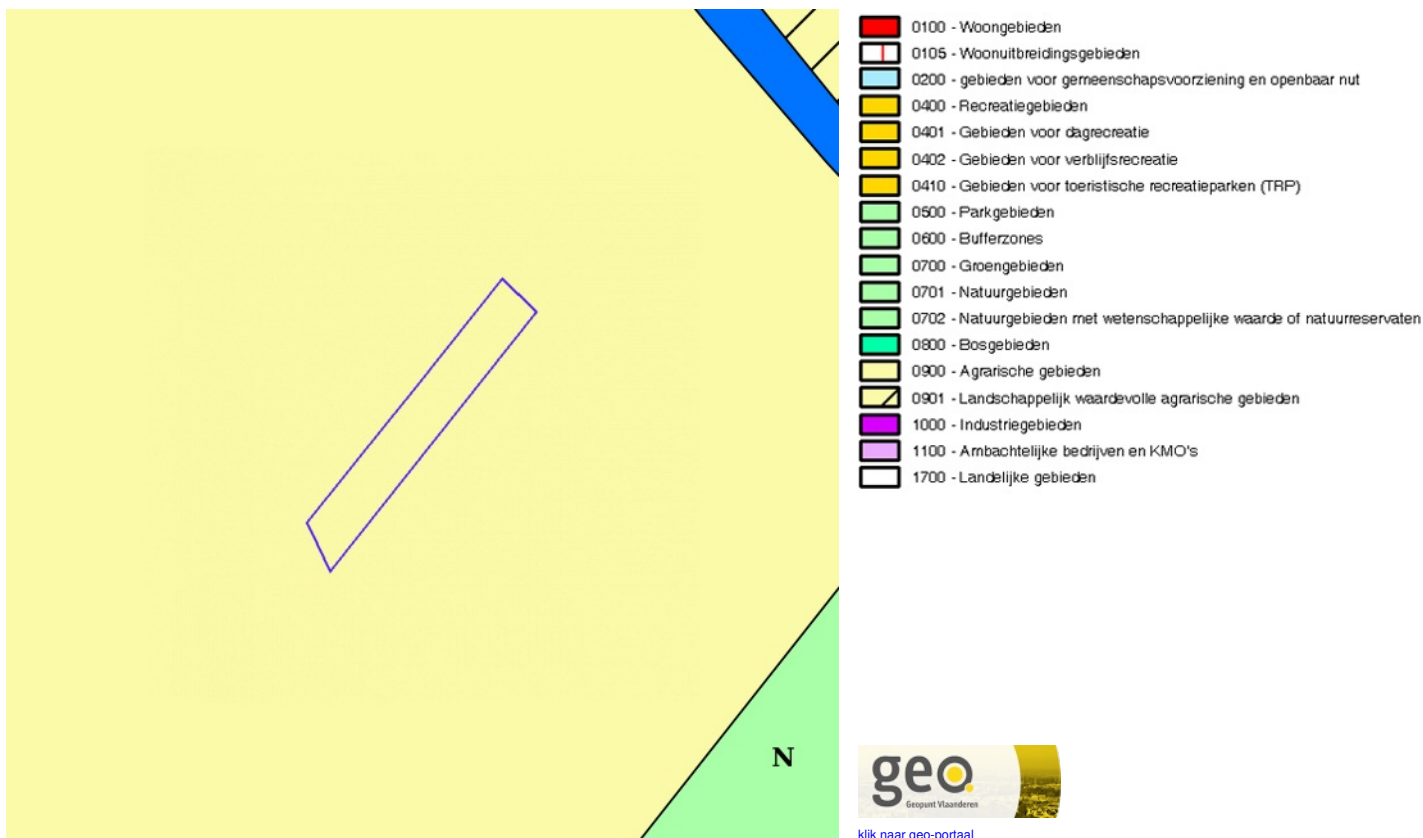 0100 - Woongebieden
0105 - Woonuitbreidingsgebieden
0200 - gebieden voor gemeenschapsvoorziening en openbaar nut
0400 - Recreatiegebieden
0401 - Gebieden voor dagrecreatie
0402 - Gebieden voor verblijfsrecreatie
0410 - Gebieden voor toeristische recreatieparken (TRP)
0500 - Parkgebieden
0600 - Bufferzones
0700 - Groengebieden
0701 - Natuurgebieden
0702 - Natuurgebieden met wetenschappelijke waarde of natuurreservaten
0800 - Bosgebieden
0900 - Agrarische gebieden
0901 - Landschappelijk waardevolle agrarische gebieden
1000 - Industriegebieden
1100 - Ambachtelijke bedrijven en KMO's
1700 - Landelijke gebieden
N
geo.
Geopunt Vlaanderen
klik naar geo-portaal